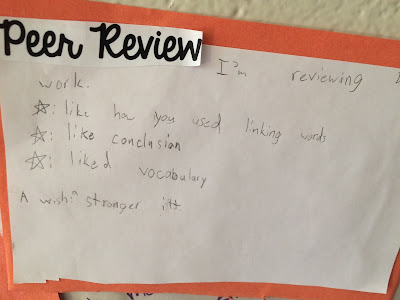 Peer Review
I'm reviewing
work.
☆: like how you used linking words
☆: like conclusion
☆: liked vocabulary
A wish: stronger